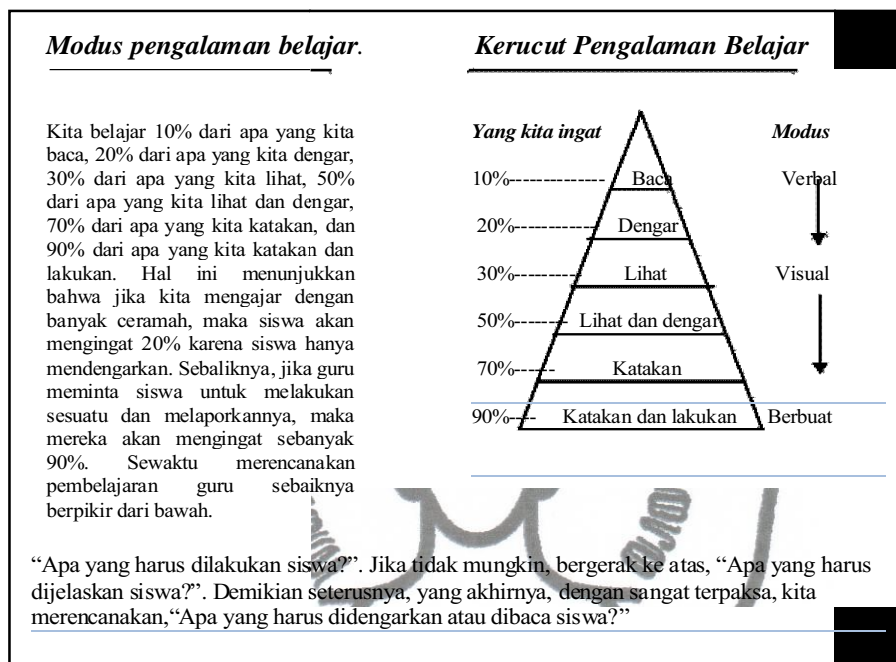 Modus pengalaman belajar.
Kita belajar 10% dari apa yang kita
baca, 20% dari apa yang kita dengar,
30% dari apa yang kita lihat, 50%
dari apa yang kita lihat dan dengar,
70% dari apa yang kita katakan, dan
90% dari apa yang kita katakan dan
lakukan. Hal ini menunjukkan
bahwa jika kita mengajar dengan
banyak ceramah, maka siswa akan
mengingat 20% karena siswa hanya
mendengarkan. Sebaliknya, jika guru
meminta siswa untuk melakukan
sesuatu dan melaporkannya, maka
mereka akan mengingat sebanyak
90%. Sewaktu merencanakan
pembelajaran guru sebaiknya
berpikir dari bawah.
Kerucut Pengalaman Belajar
Yang kita ingat Modus
10%----------- Baca Verbal
20%----------- Dengar
30%-------- Lihat Visual
50%------- Lihat dan dengar
70%----- Katakan
90%--- Katakan dan lakukan Berbuat
“Apa yang harus dilakukan siswa?”. Jika tidak mungkin, bergerak ke atas, “Apa yang harus
dijelaskan siswa?”. Demikian seterusnya, yang akhirnya, dengan sangat terpaksa, kita
merencanakan,“Apa yang harus didengarkan atau dibaca siswa?”